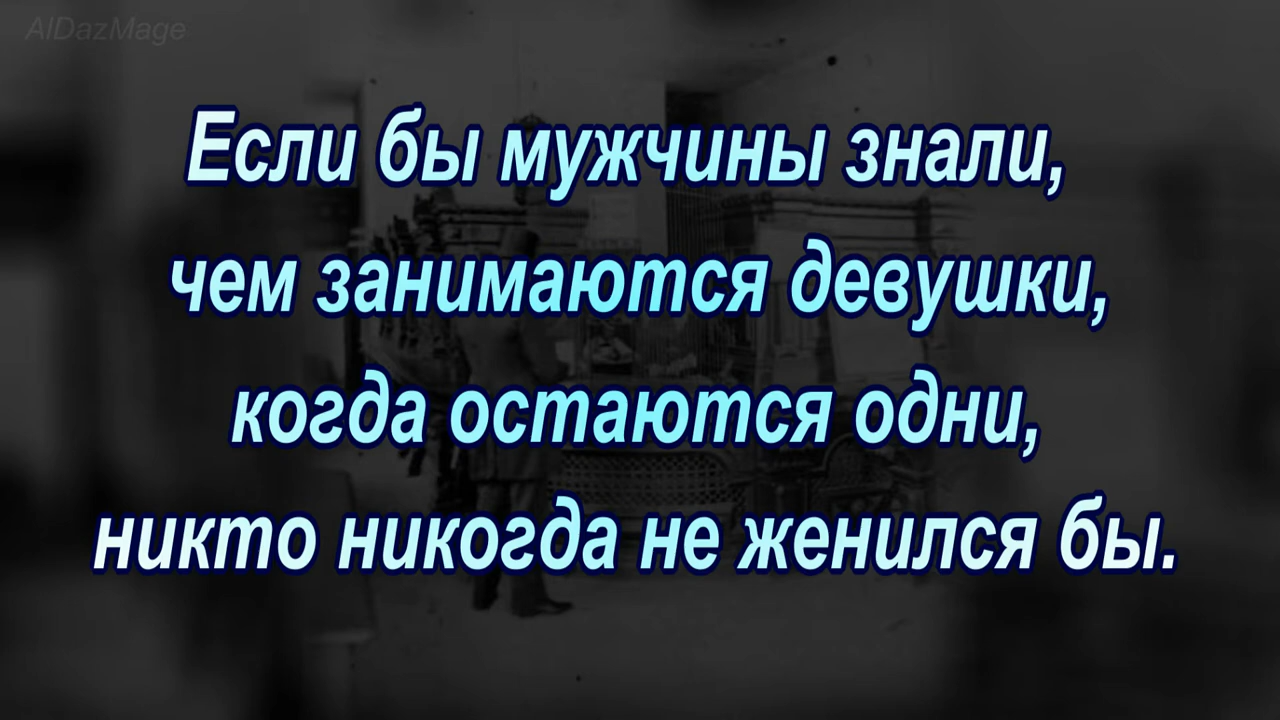 AlDazMage
Если бы мужчины знали,
чем занимаются девушки,
когда остаются одни,
никто никогда не женился бы.